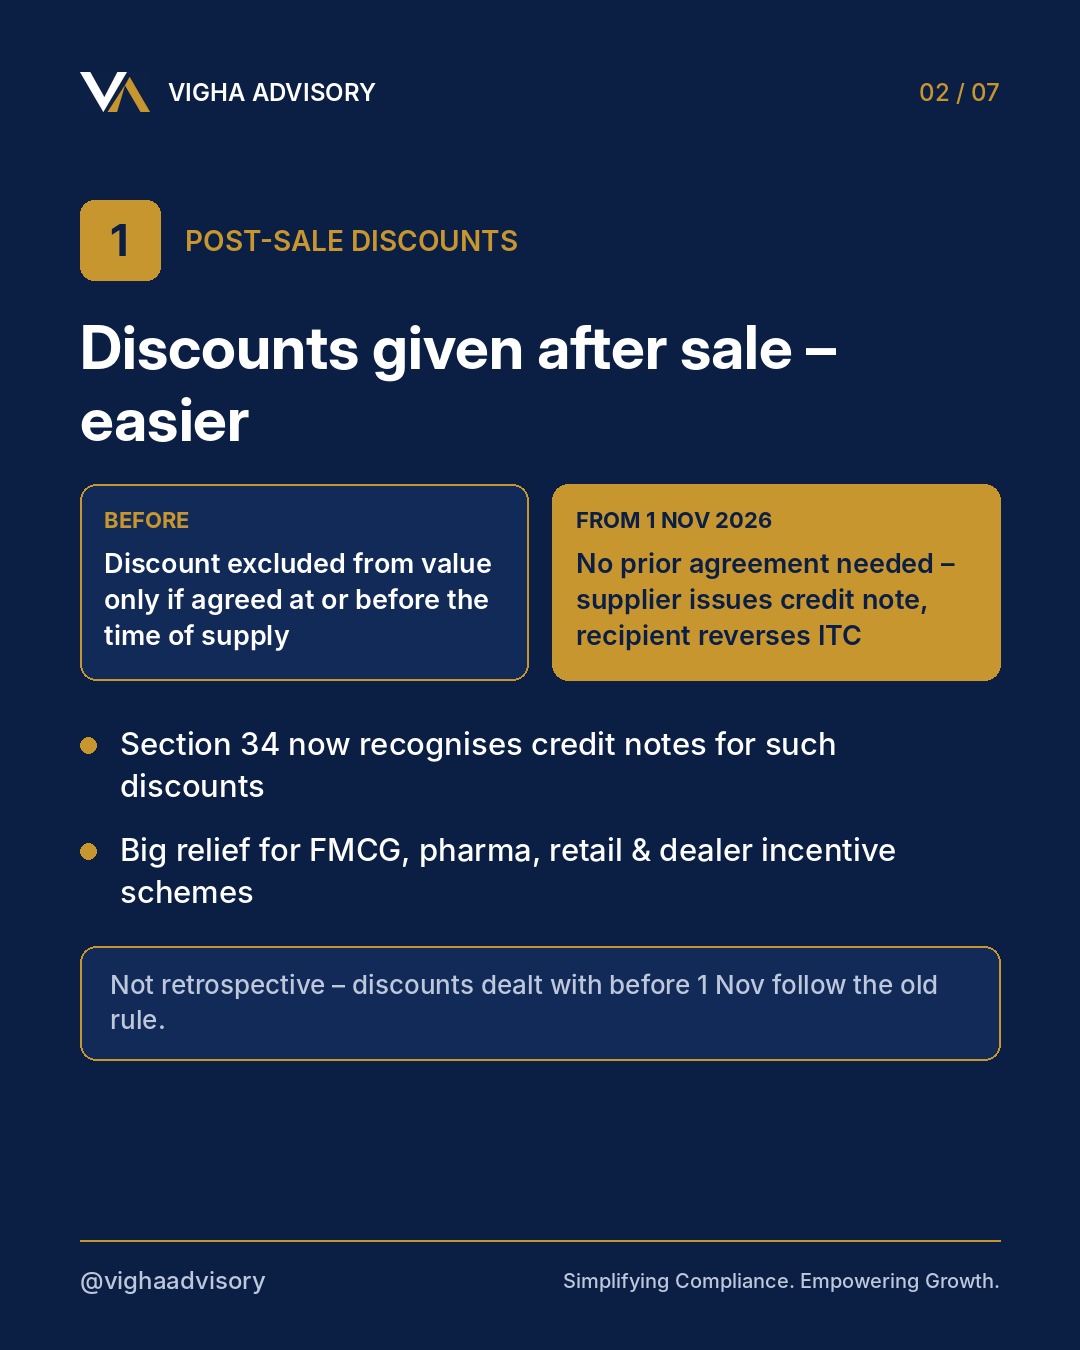 VIGHA ADVISORY
02 / 07
1
POST-SALE DISCOUNTS
Discounts given after sale –
easier
BEFORE
Discount excluded from value
only if agreed at or before the
time of supply
FROM 1 NOV 2026
No prior agreement needed –
supplier issues credit note,
recipient reverses ITC
Section 34 now recognises credit notes for such
discounts
Big relief for FMCG, pharma, retail & dealer incentive
schemes
Not retrospective – discounts dealt with before 1 Nov follow the old
rule.
@vighaadvisory
Simplifying Compliance. Empowering Growth.